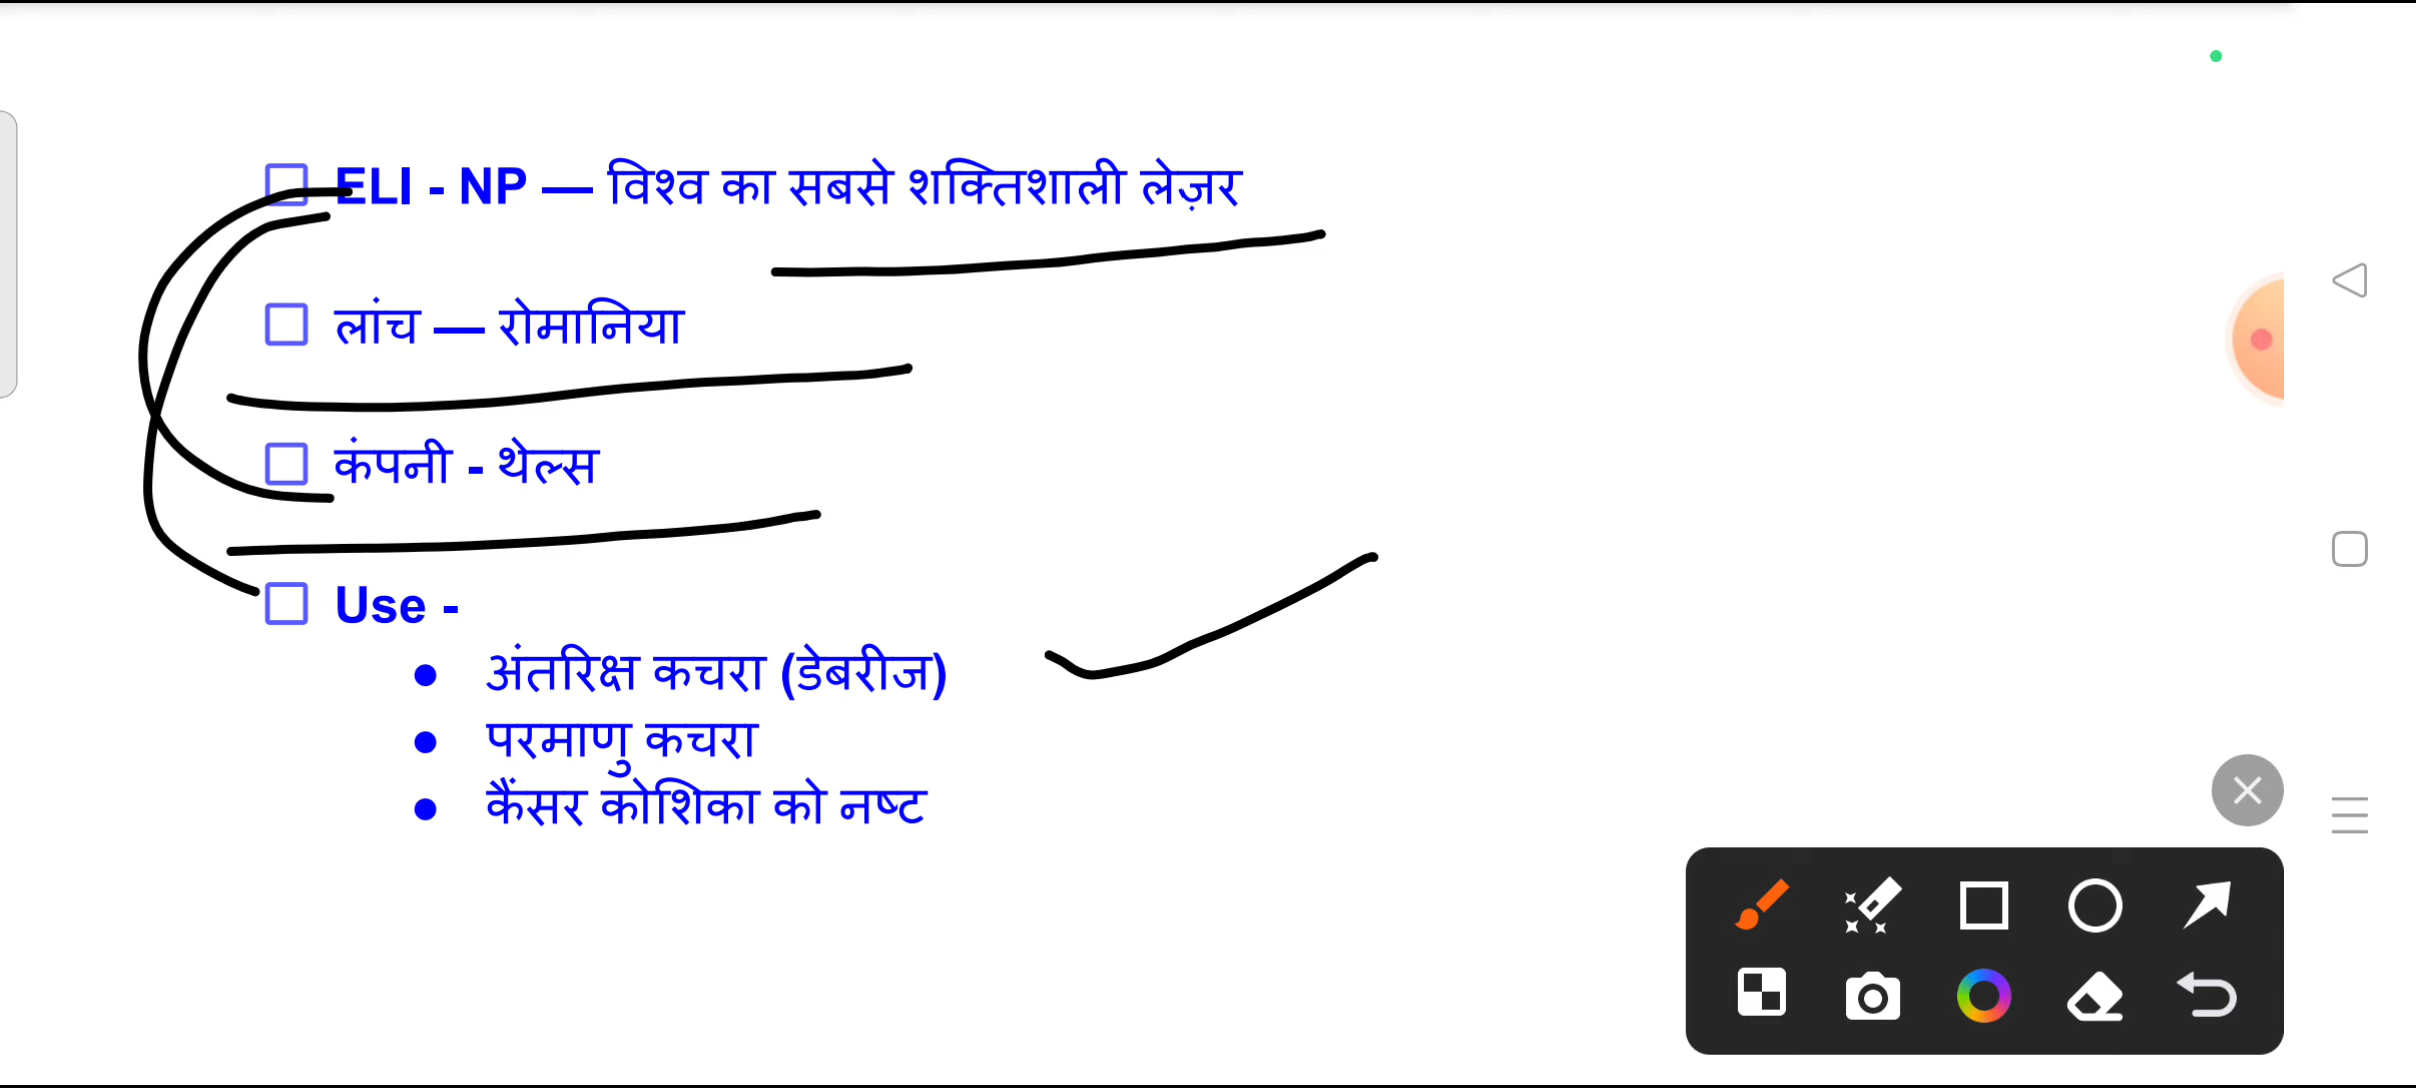 ELI - NP — विश्व का सबसे शक्तिशाली लेज़र
लांच — रोमानिया
कंपनी - थेल्स
Use -
अंतरिक्ष कचरा (डेबरीज)
परमाणु कचरा
कैंसर कोशिका को नष्ट